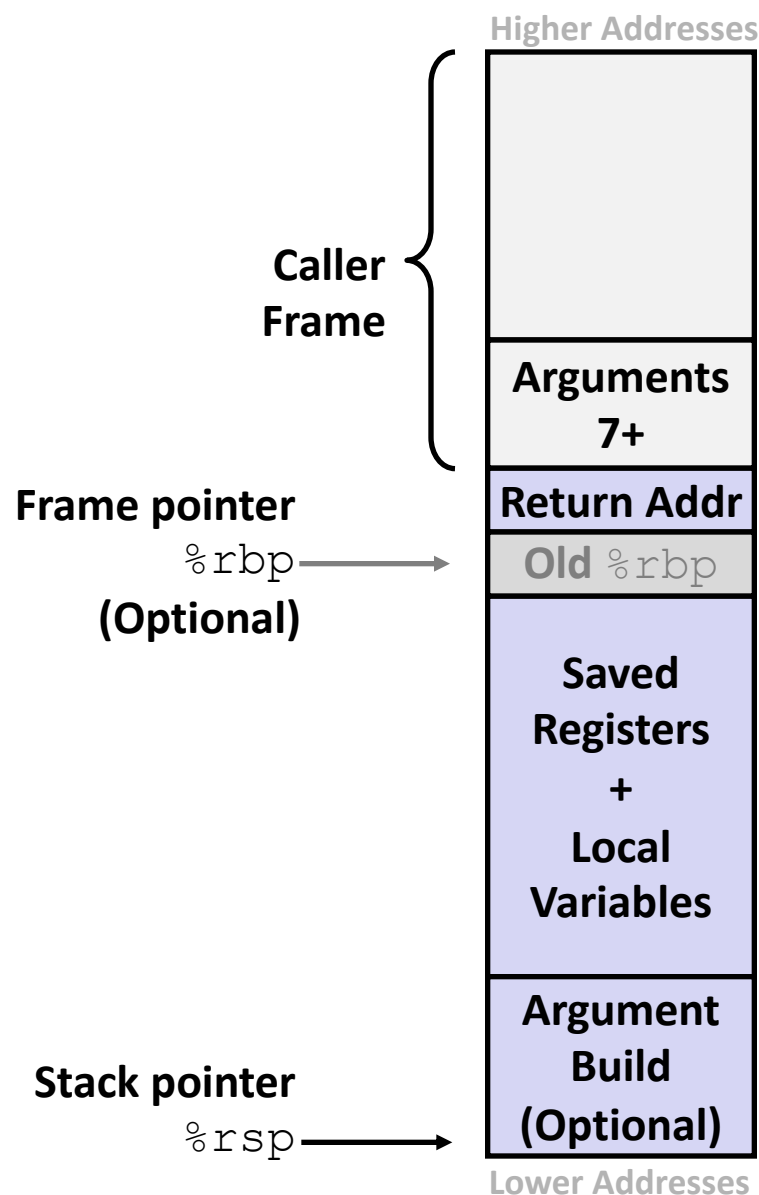 Higher Addresses
Caller
Frame
Arguments
7+
Return Addr
Frame pointer
%rbp
(Optional)
Old %rbp
Saved
Registers
+
Local
Variables
Argument
Build
(Optional)
Stack pointer
%rsp
Lower Addresses